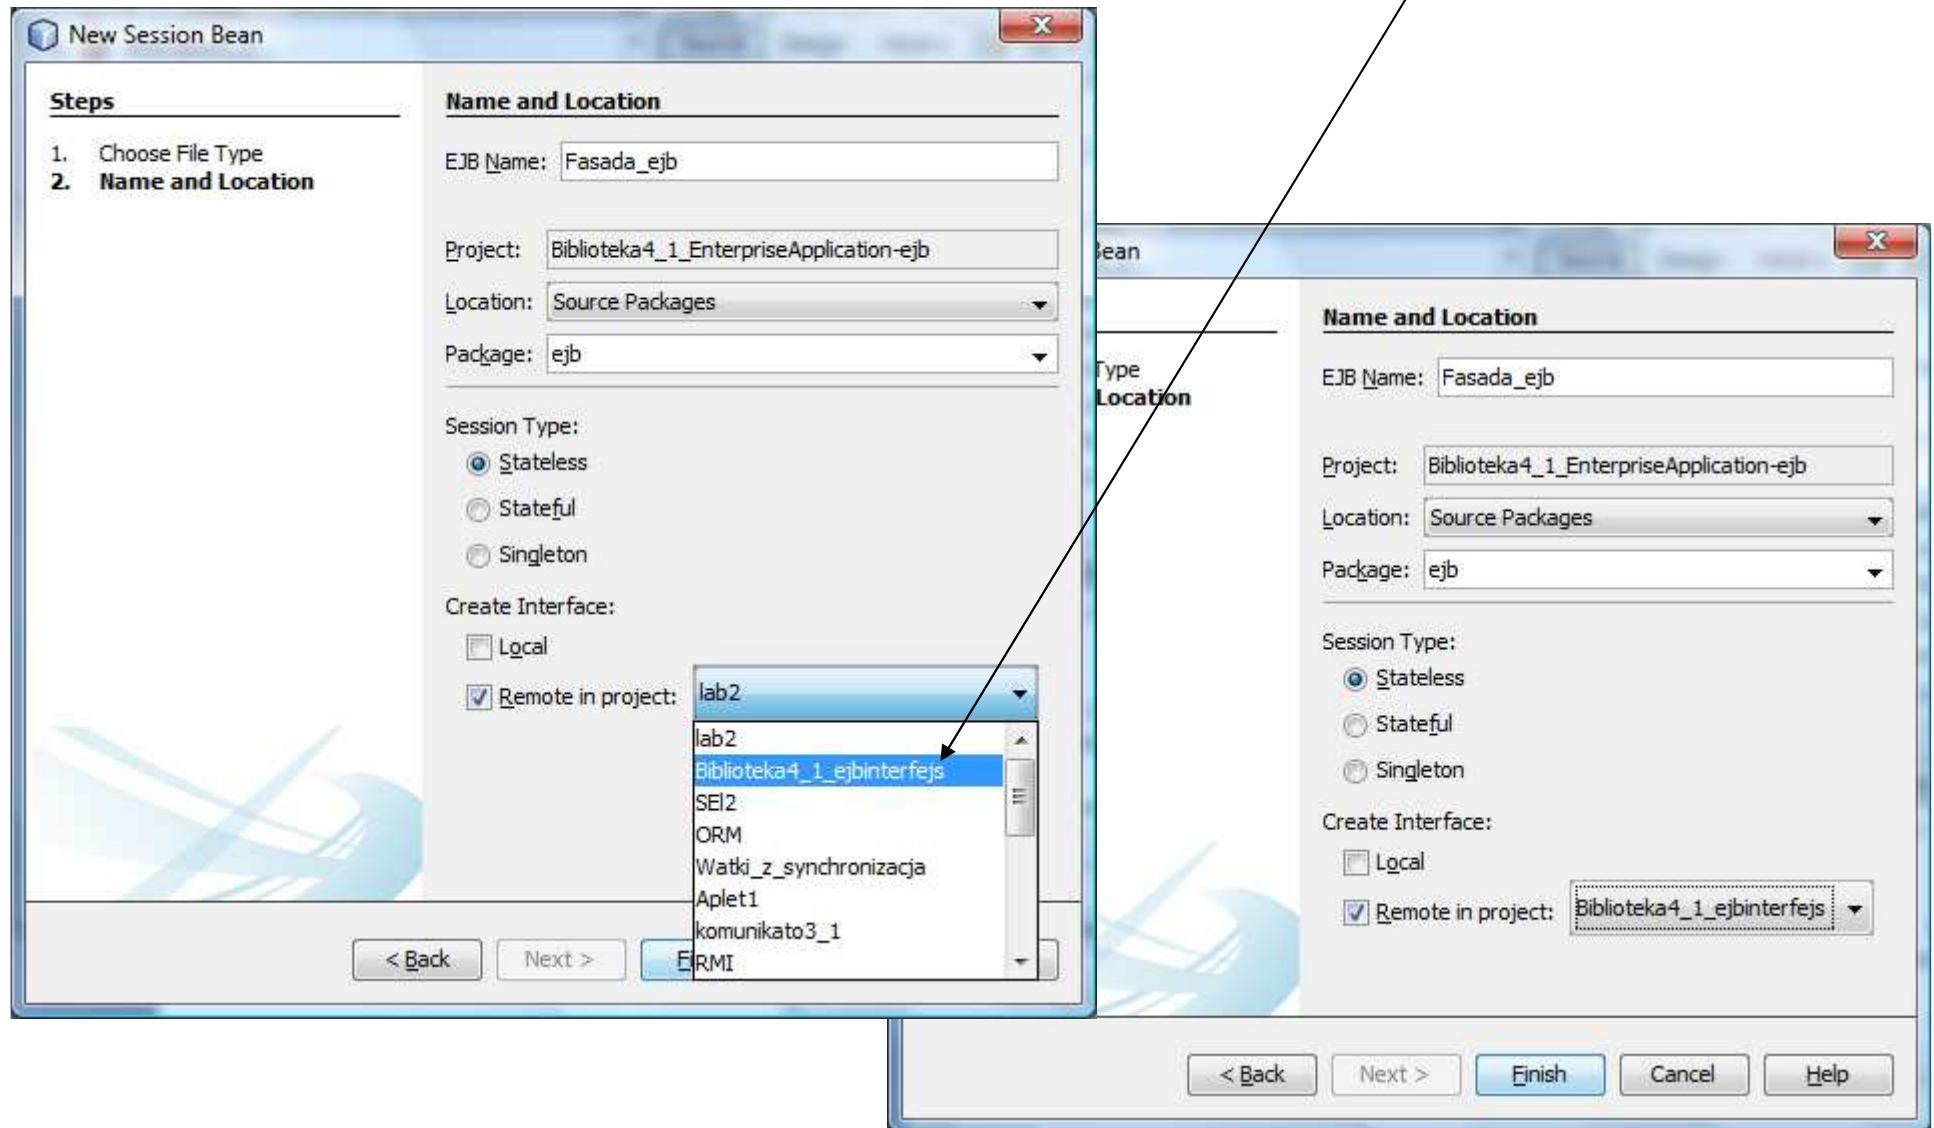 New Session Bean
Steps
1. Choose File Type
2. Name and Location
Name and Location
EJB Name: Fasada_ejb
Project: Biblioteka4_1_EnterpriseApplication-ejb
Location: Source Packages
Package: ejb
Session Type:
Stateless
Stateful
Singleton
Create Interface:
Local
Remote in project: lab2
lab2
Biblioteka4_1_ejbinterfejs
SEl2
ORM
Watki_z_synchronizacja
Aplet1
komunikato3_1
RMI
< Back Next >
Bean
Type
Location
Name and Location
EJB Name: Fasada_ejb
Project: Biblioteka4_1_EnterpriseApplication-ejb
Location: Source Packages
Package: ejb
Session Type:
Stateless
Stateful
Singleton
Create Interface:
Local
Remote in project: Biblioteka4_1_ejbinterfejs
< Back Next > Finish Cancel Help